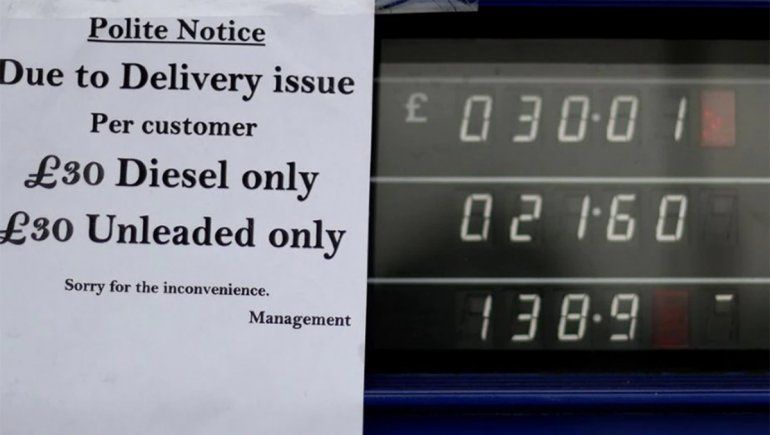 Polite Notice
Due to Delivery issue
Per customer
£30 Diesel only
£30 Unleaded only
Sorry for the inconvenience.
Management
£ 030.01
021.60
138.9